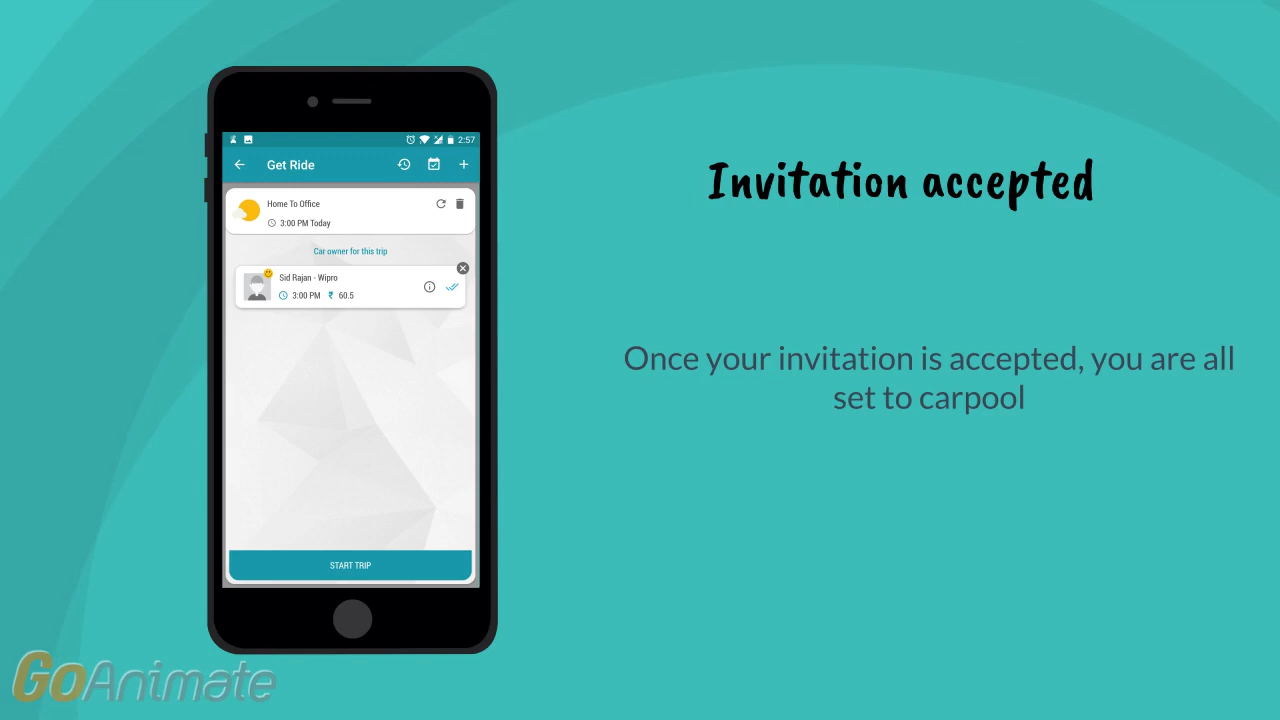 2:57
Get Ride
Home To Office
3:00 PM Today
Car owner for this trip
Sid Rajan - Wipro
3:00 PM ₹ 60.5
START TRIP
Invitation accepted
Once your invitation is accepted, you are all
set to carpool
GoAnimate